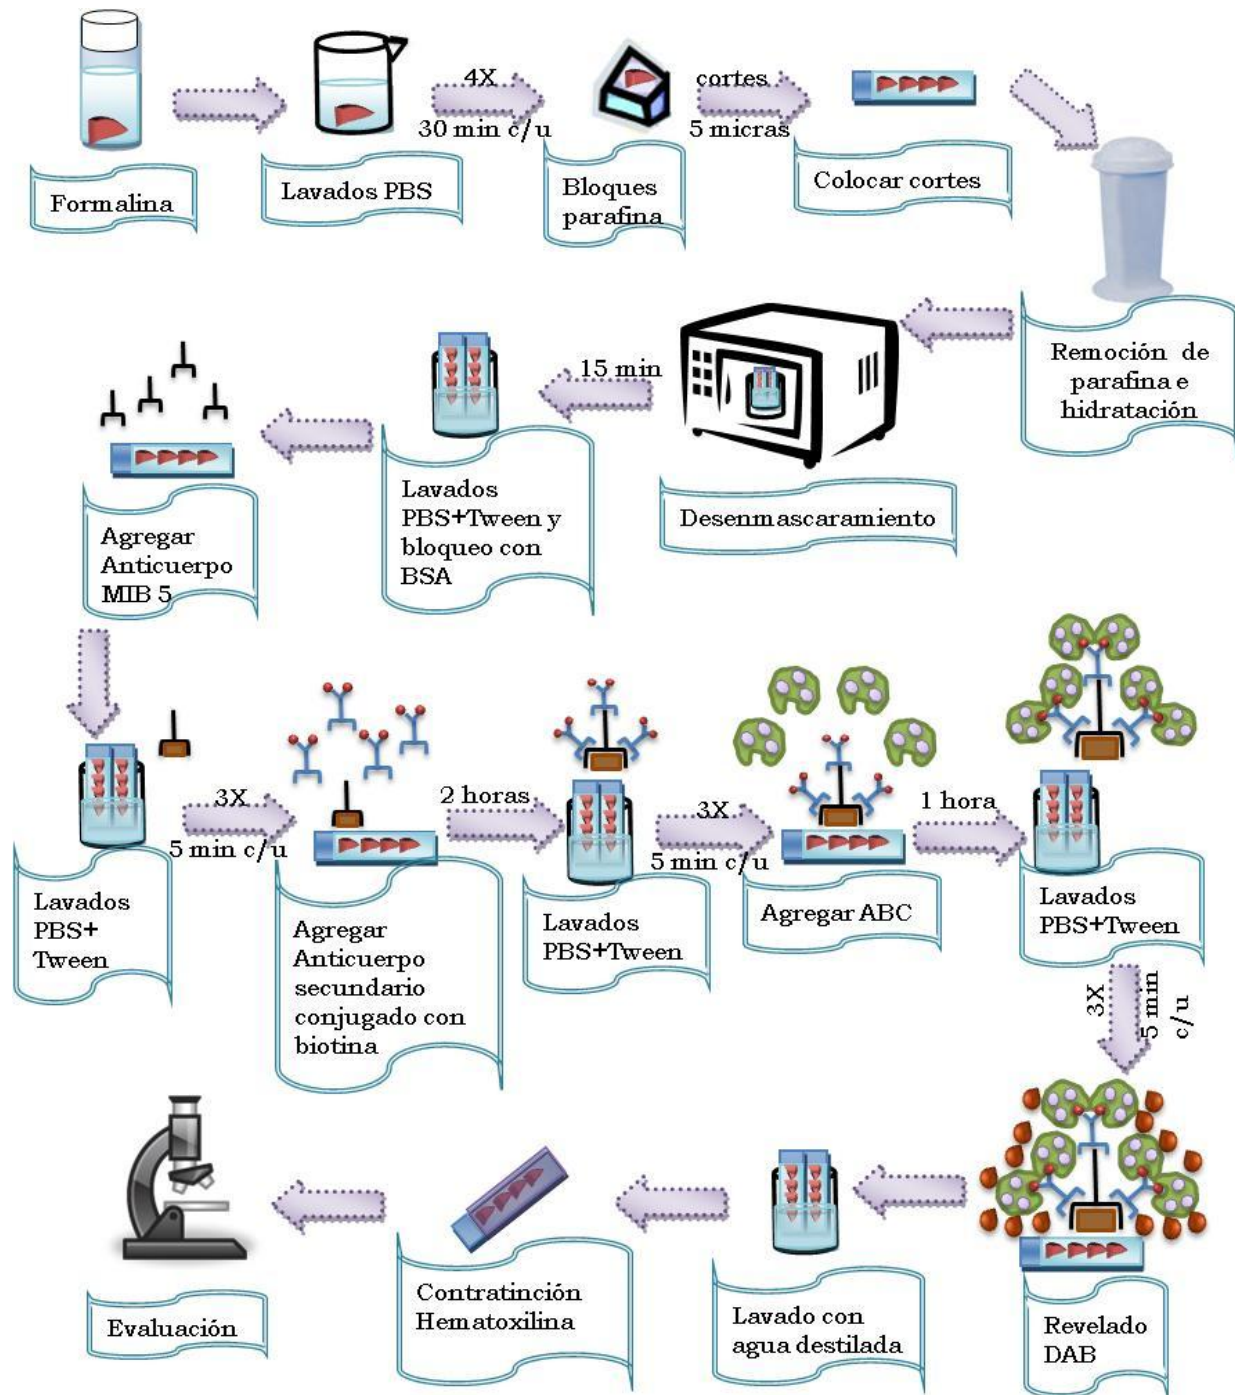 Formalina
Lavados PBS
4X
30 min c/u
Bloques
parafina
cortes
5 micras
Colocar cortes
Remoción de
parafina e
hidratación
Desenmascaramiento
15 min
Lavados
PBS+Tween y
bloqueo con
BSA
Agregar
Anticuerpo
MIB 5
Lavados
PBS+
Tween
3X
5 min c/u
Agregar
Anticuerpo
secundario
conjugado con
biotina
2 horas
Lavados
PBS+Tween
3X
5 min c/u
Agregar ABC
1 hora
Lavados
PBS+Tween
3X
5 min
c/u
Revelado
DAB
Lavado con
agua destilada
Contratinción
Hematoxilina
Evaluación